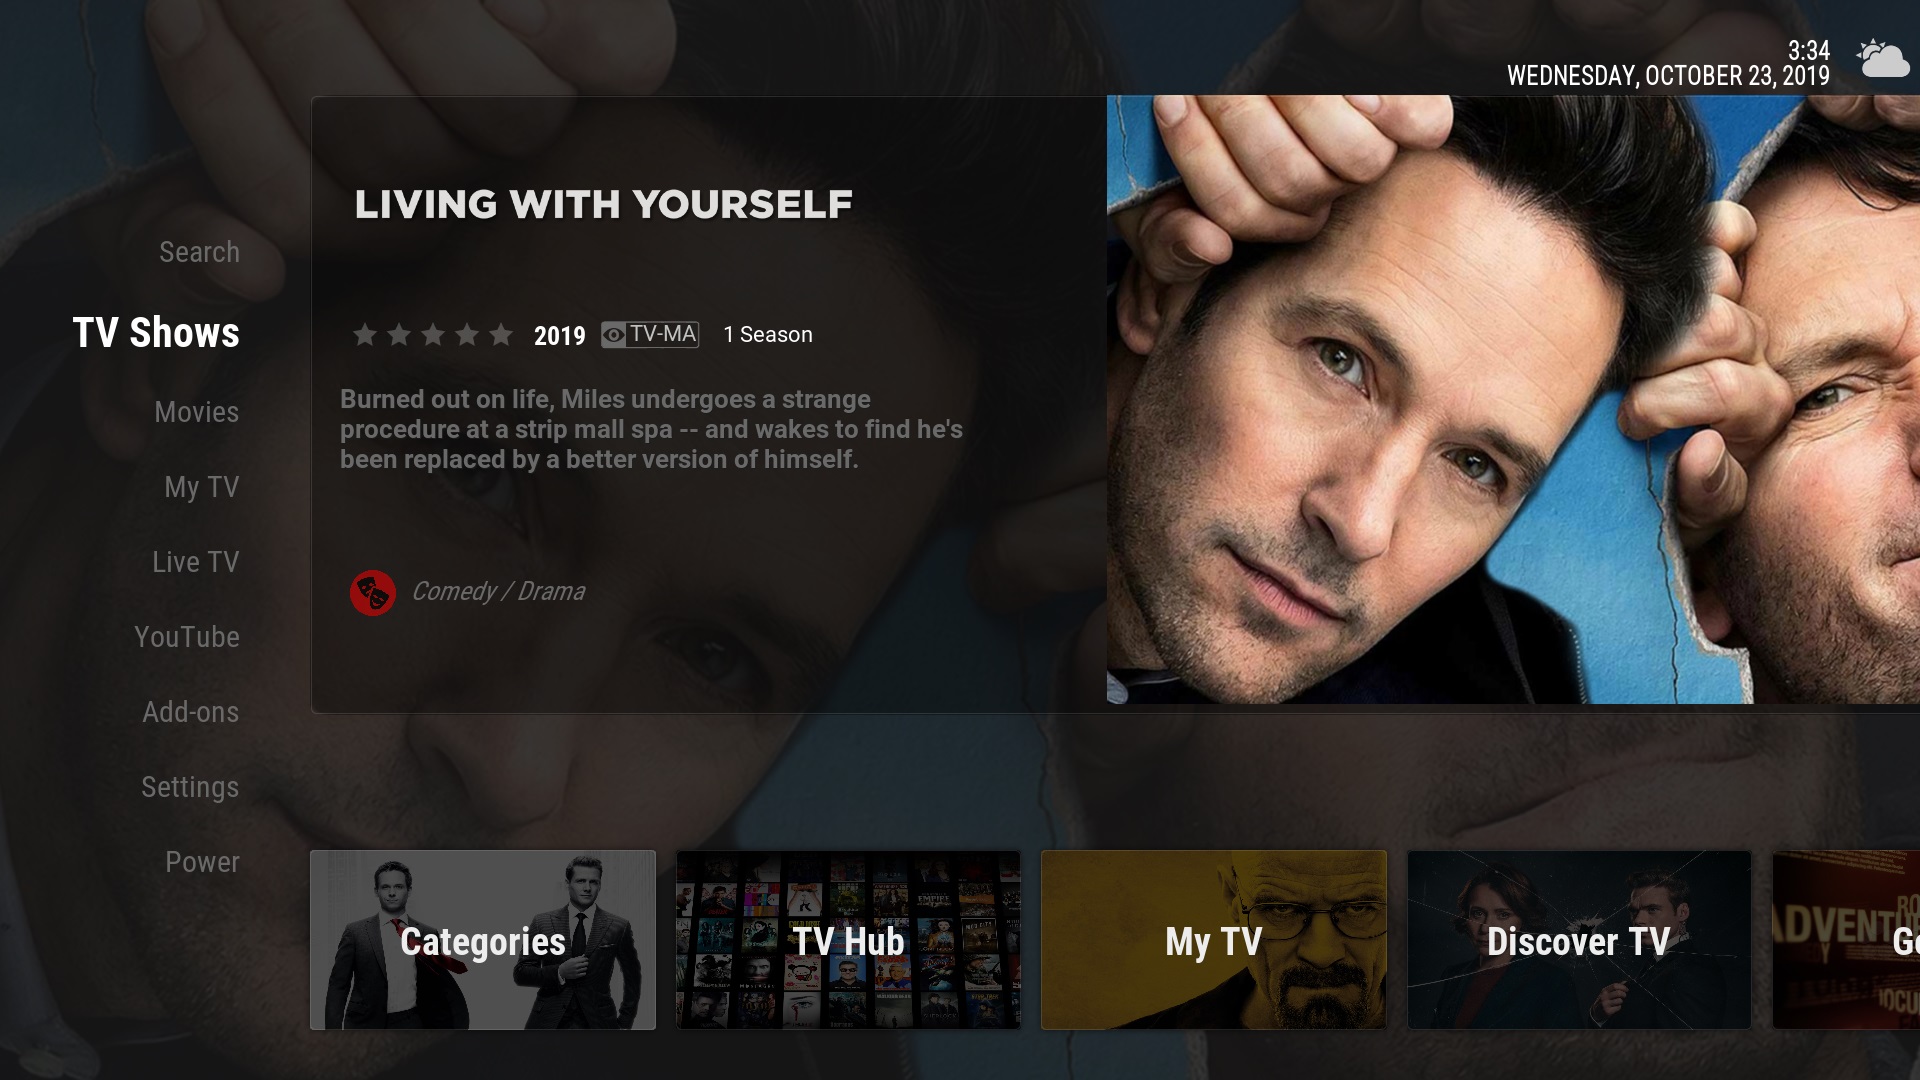 3:34
WEDNESDAY, OCTOBER 23, 2019
Search
TV Shows
Movies
My TV
Live TV
YouTube
Add-ons
Settings
Power
LIVING WITH YOURSELF
2019 TV-MA 1 Season
Burned out on life, Miles undergoes a strange
procedure at a strip mall spa -- and wakes to find he's
been replaced by a better version of himself.
Comedy / Drama
Categories
TV Hub
My TV
Discover TV